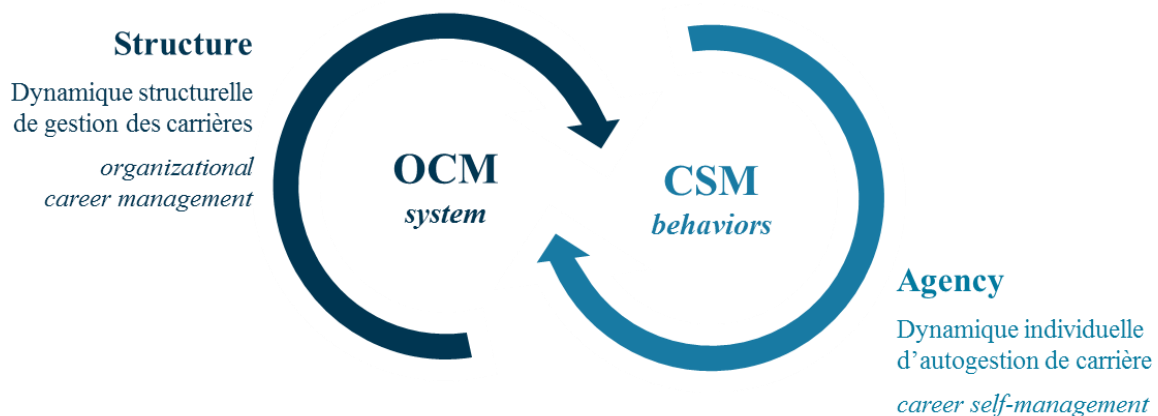 Structure
Dynamique structurelle
de gestion des carrières
organizational
career management
OCM
system
CSM
behaviors
Agency
Dynamique individuelle
d’autogestion de carrière
career self-management